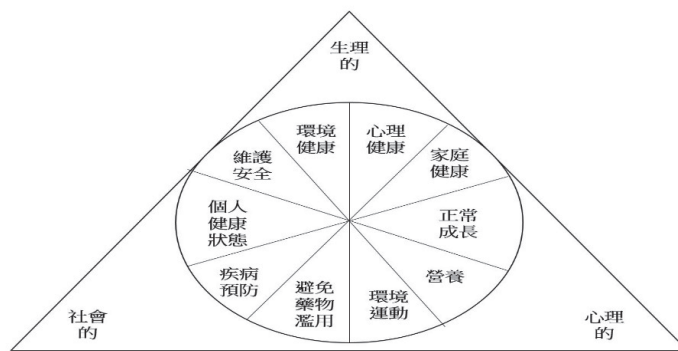 生理
的
環境
健康
心理
健康
維護
安全
家庭
健康
個人
健康
狀態
正常
成長
疾病
預防
避免
藥物
濫用
環境
運動
營養
社會
的
心理
的